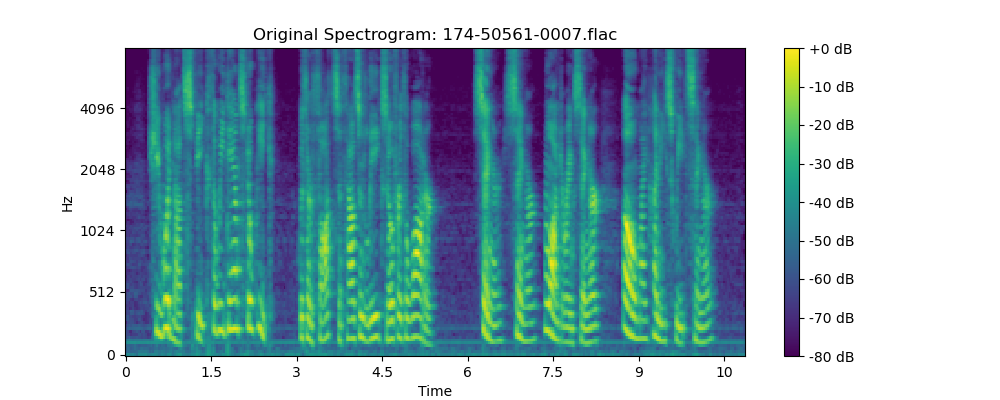 Original Spectrogram: 174-50561-0007.flac
Hz
4096
2048
1024
512
0
0 1.5 3 4.5 6 7.5 9 10
Time
+0 dB
-10 dB
-20 dB
-30 dB
-40 dB
-50 dB
-60 dB
-70 dB
-80 dB